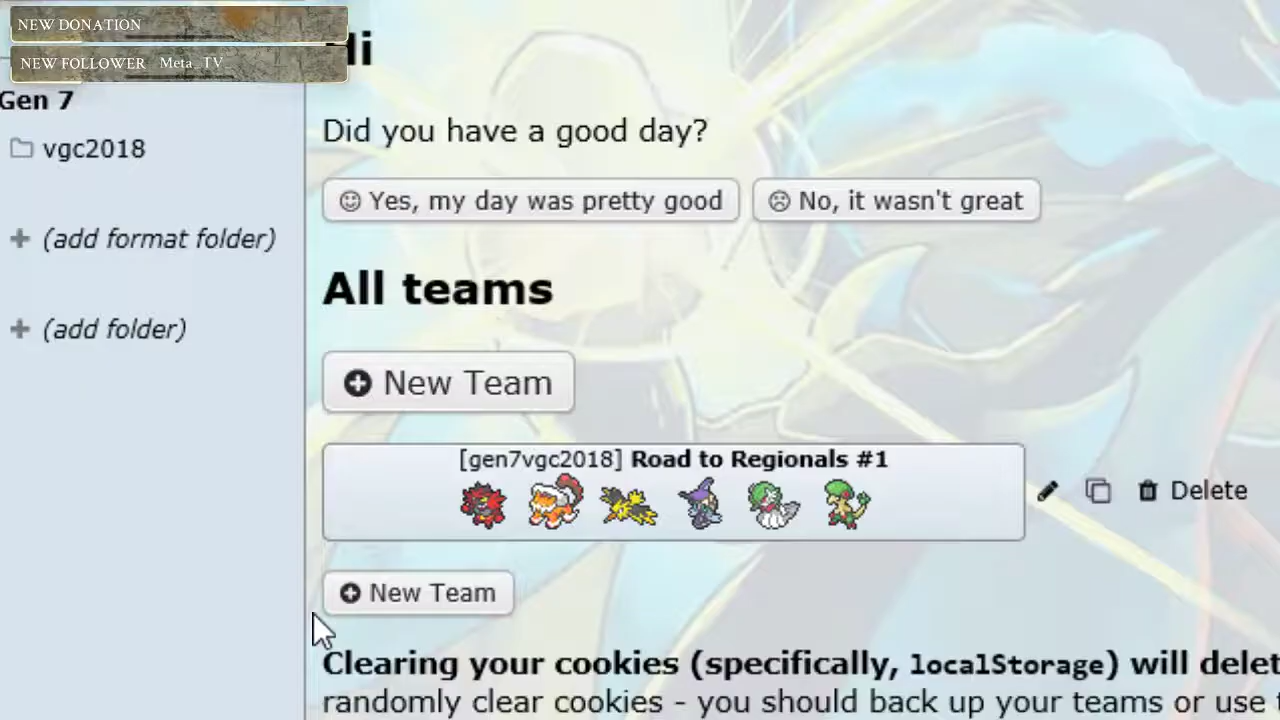 NEW DONATION
NEW FOLLOWER Meta_TV_
Hi
Gen 7
Did you have a good day?
vgc2018
Yes, my day was pretty good
No, it wasn't great
(add format folder)
All teams
(add folder)
New Team
[gen7vgc2018] Road to Regionals #1
Delete
New Team
Clearing your cookies (specifically, localStorage) will delet
randomly clear cookies - you should back up your teams or use